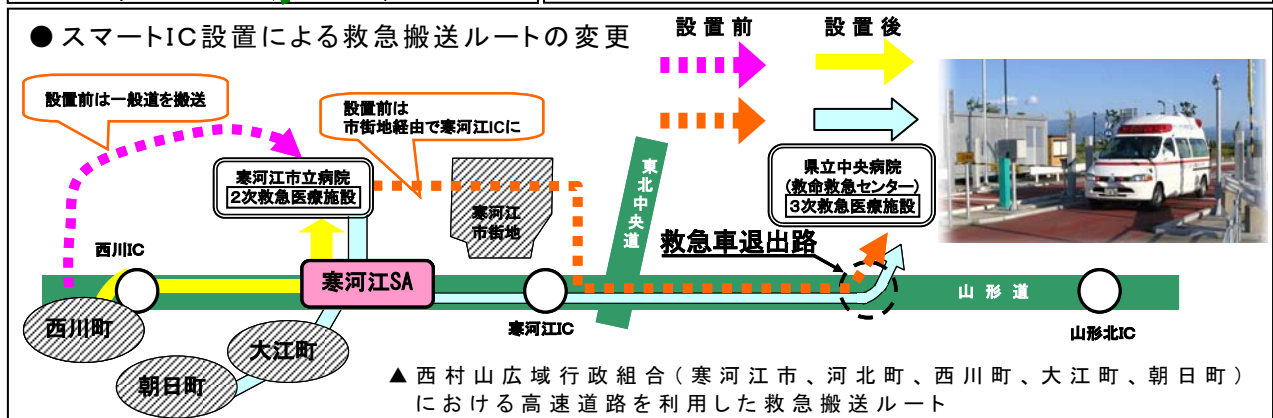 ● スマートIC設置による救急搬送ルートの変更
設置前
設置後
設置前は一般道を搬送
設置前は
市街地経由で寒河江ICに
寒河江市立病院
2次救急医療施設
寒河江
市街地
東北中央道
県立中央病院
(救命救急センター)
3次救急医療施設
救急車退出路
西川IC
寒河江SA
寒河江IC
山形道
山形北IC
西川町
大江町
朝日町
▲西村山広域行政組合(寒河江市、河北町、西川町、大江町、朝日町)
における高速道路を利用した救急搬送ルート